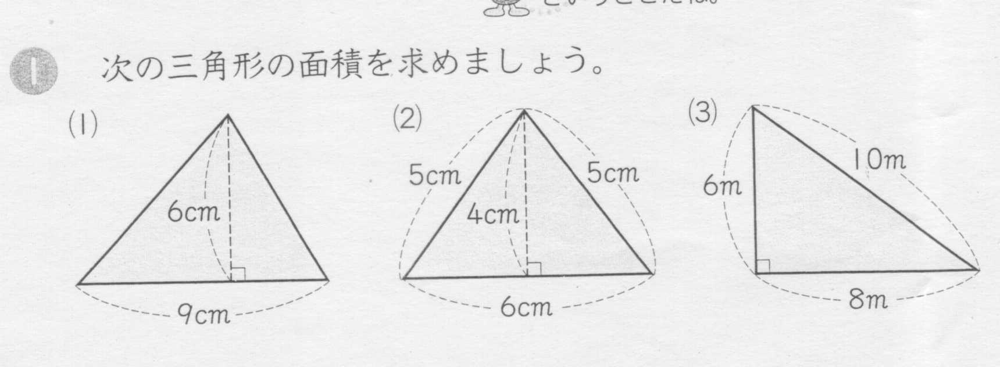 1 次の三角形の面積を求めましょう。
(1)
6cm
9cm
(2)
5cm
5cm
4cm
6cm
(3)
6m
10m
8m